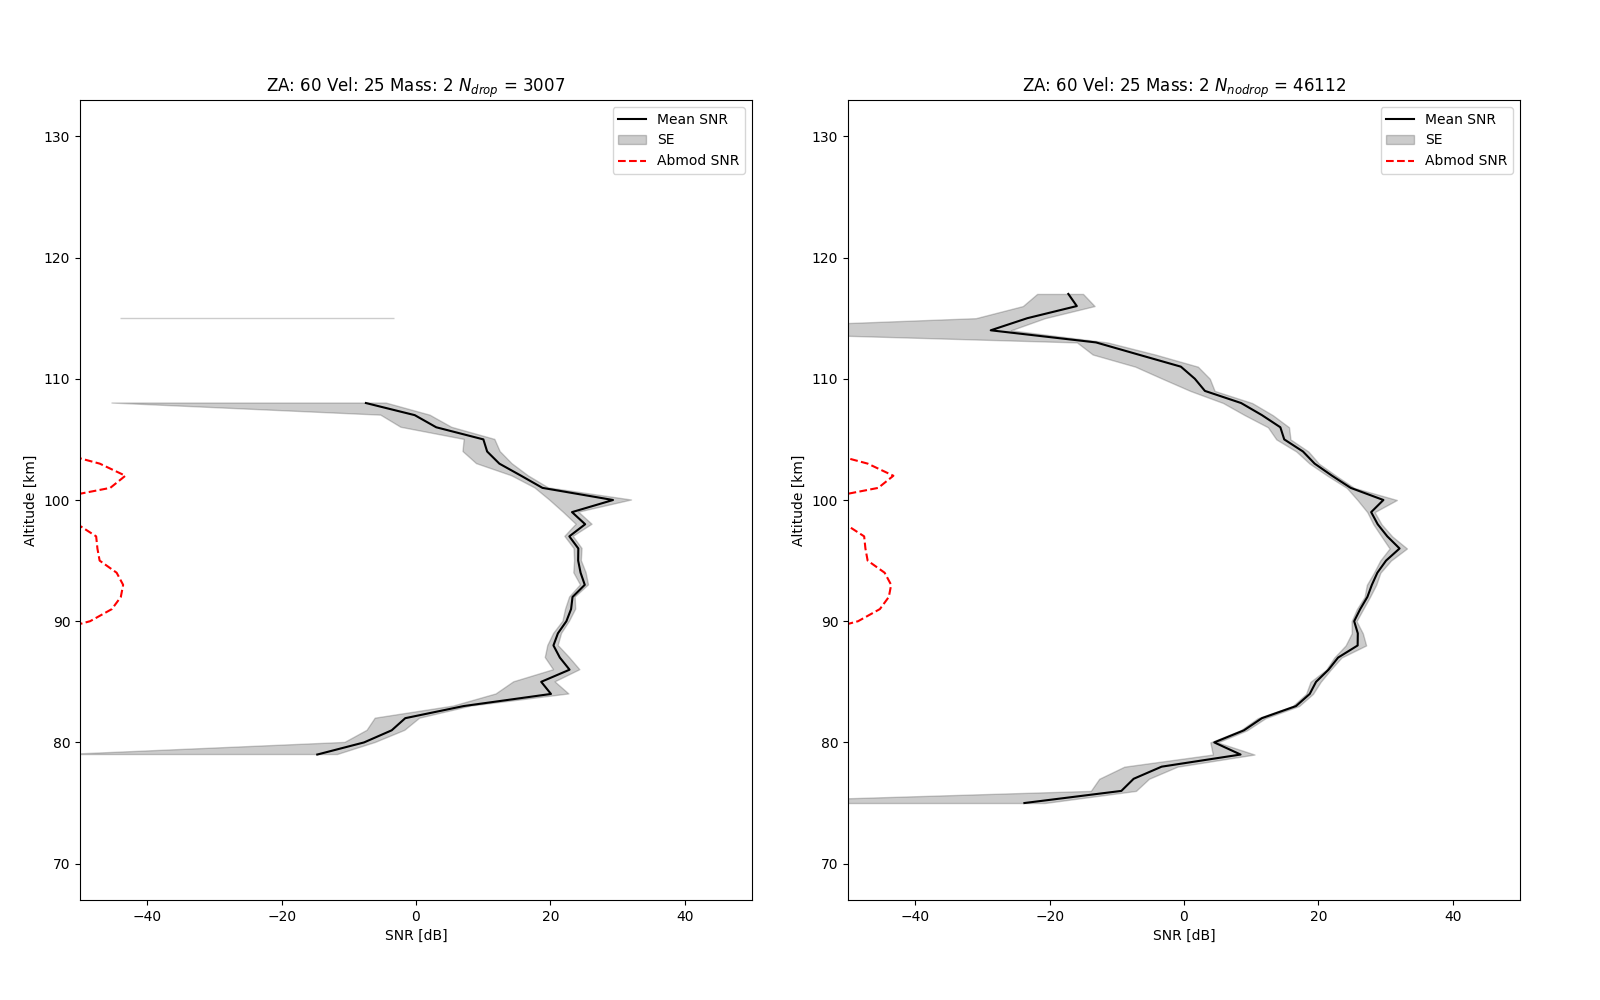 ZA: 60 Vel: 25 Mass: 2 N_drop = 3007
Mean SNR
SE
Abmod SNR
130
120
110
100
90
80
70
Altitude [km]
−40
−20
0
20
40
SNR [dB]
ZA: 60 Vel: 25 Mass: 2 N_nodrop = 46112
Mean SNR
SE
Abmod SNR
130
120
110
100
90
80
70
Altitude [km]
−40
−20
0
20
40
SNR [dB]